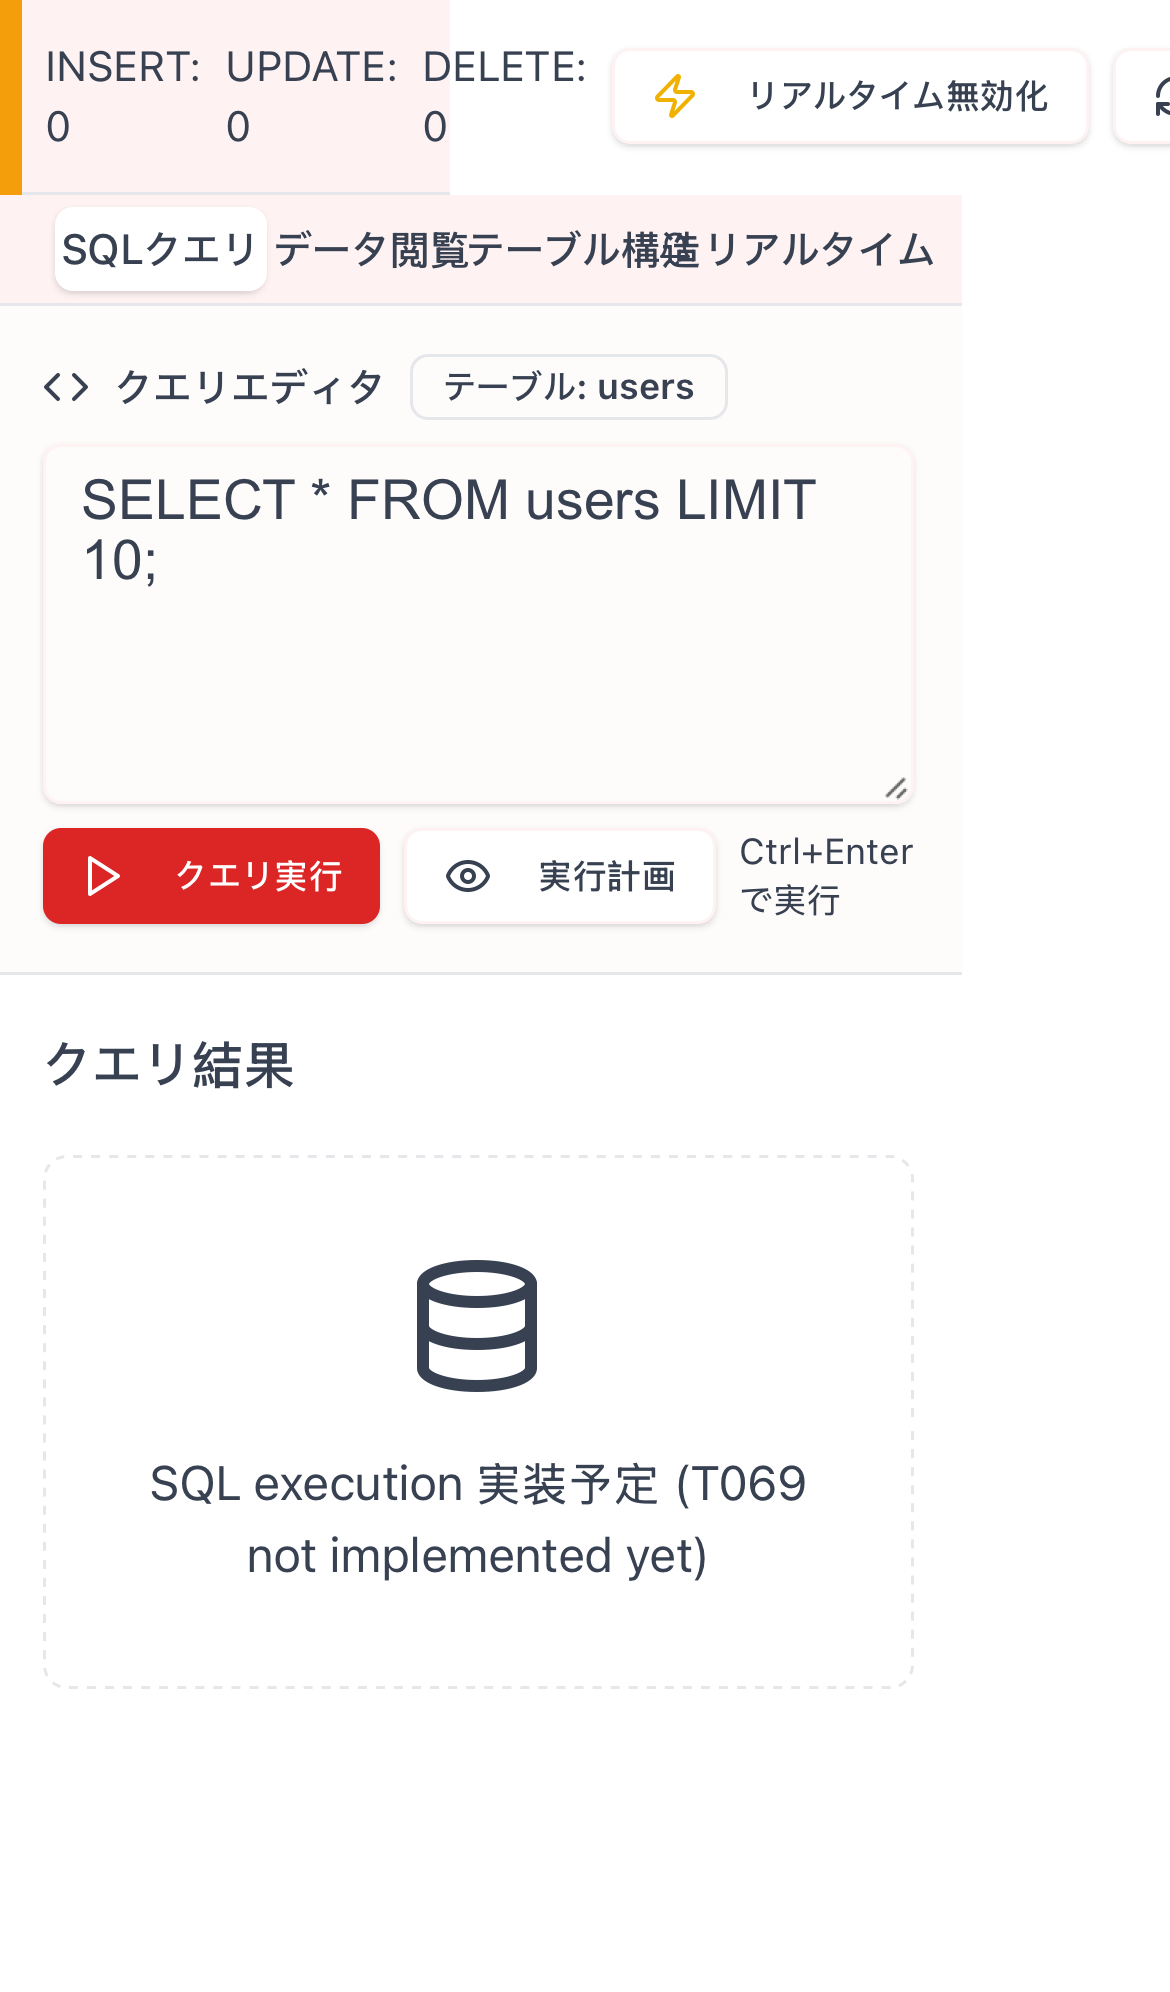 INSERT: UPDATE: DELETE:
0 0 0
リアルタイム無効化
SQLクエリ データ閲覧 テーブル構造 リアルタイム
クエリエディタ
テーブル: users
SELECT * FROM users LIMIT
10;
クエリ実行
実行計画
Ctrl+Enter
で実行
クエリ結果
SQL execution 実装予定 (T069
not implemented yet)